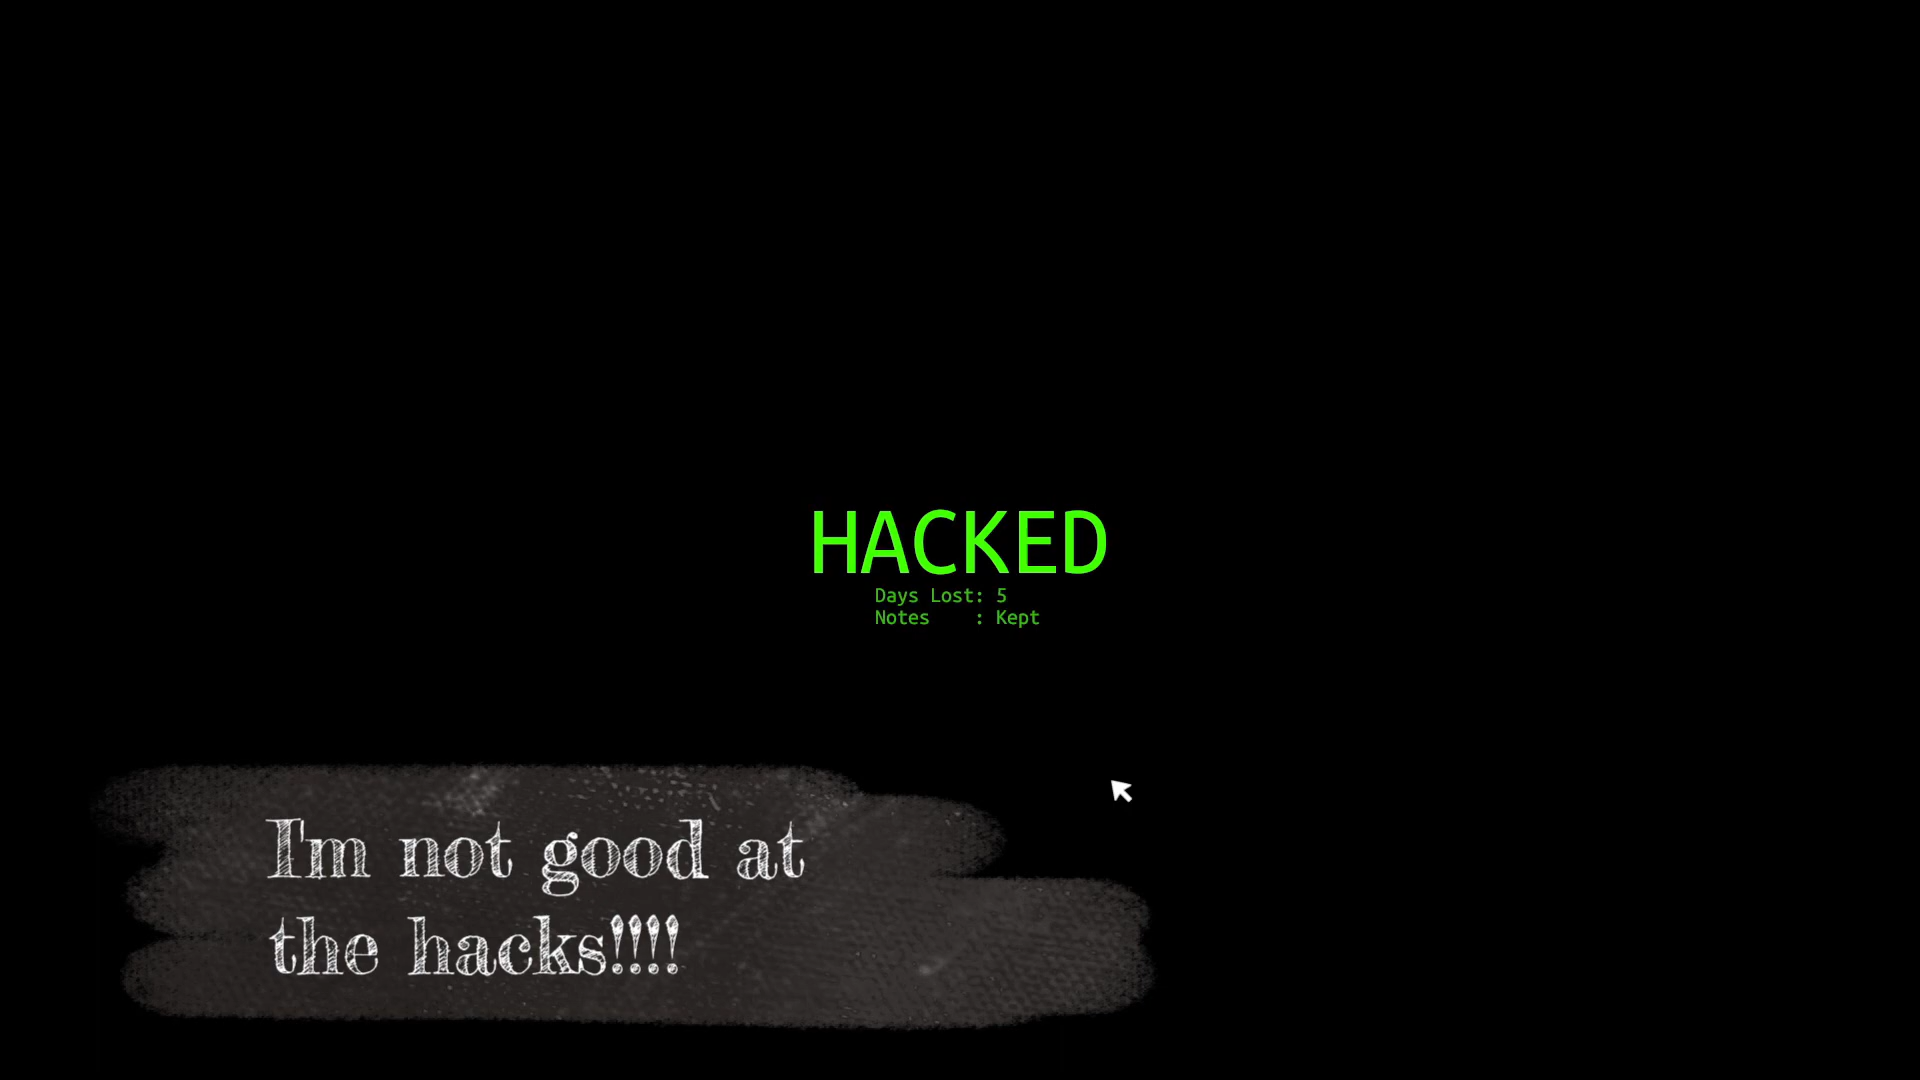 HACKED
Days Lost: 5
Notes    : Kept
I'm not good at
the hacks!!!!